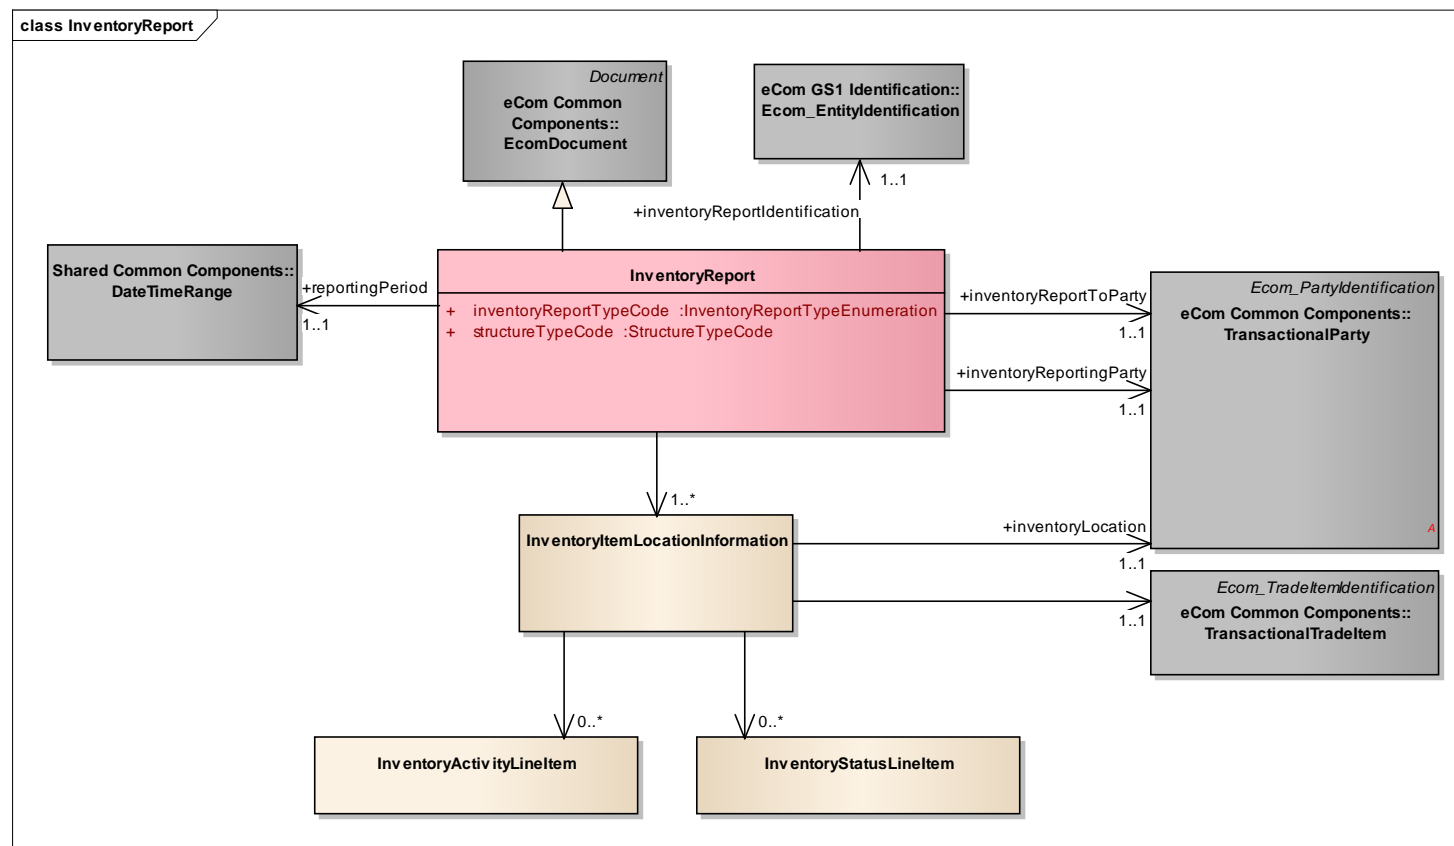 class InventoryReport
Document
eCom Common
Components::
EcomDocument
eCom GS1 Identification::
Ecom_EntityIdentification
1..1
+inventoryReportIdentification
Shared Common Components::
DateTimeRange
+reportingPeriod
1..1
InventoryReport
+ inventoryReportTypeCode :InventoryReportTypeEnumeration
+ structureTypeCode :StructureTypeCode
+inventoryReportToParty
1..1
+inventoryReportingParty
1..1
Ecom_PartyIdentification
eCom Common Components::
TransactionalParty
A
1..*
InventoryItemLocationInformation
+inventoryLocation
1..1
1..1
Ecom_TradeItemIdentification
eCom Common Components::
TransactionalTradeItem
0..*
0..*
InventoryActivityLineItem
InventoryStatusLineItem